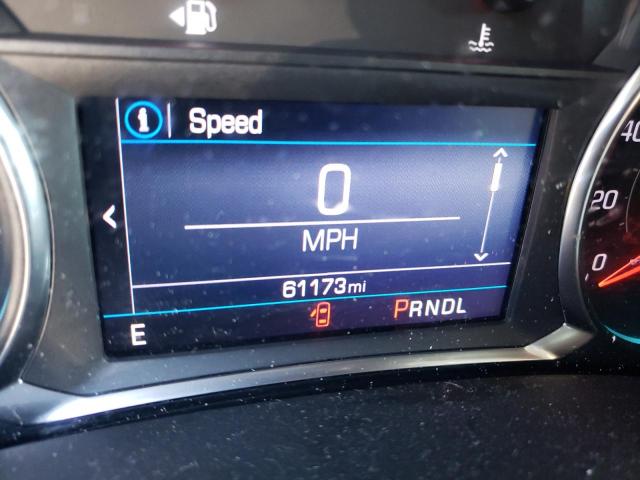 i Speed
0
MPH
61173mi
E PRNDL
40
20
0